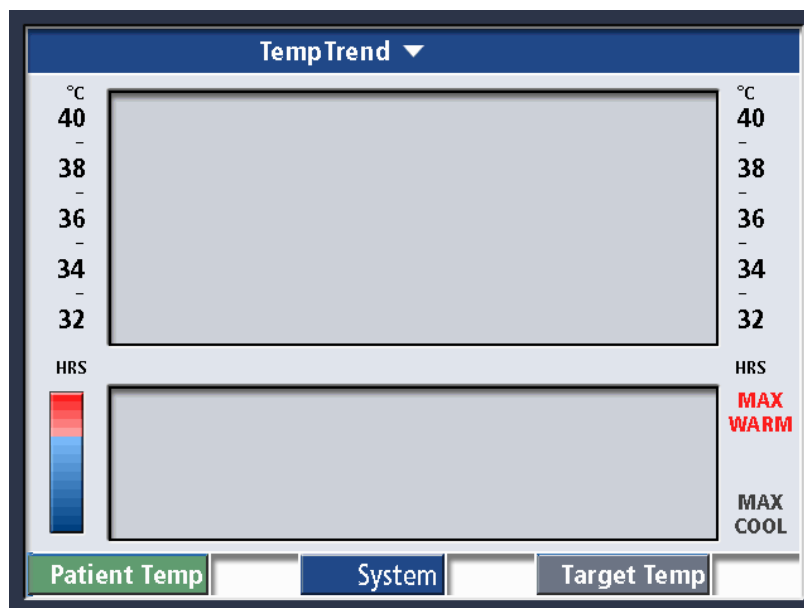 TempTrend
°C °C
40 40
38 38
36 36
34 34
32 32
HRS HRS
MAX
WARM
MAX
COOL
Patient Temp System Target Temp